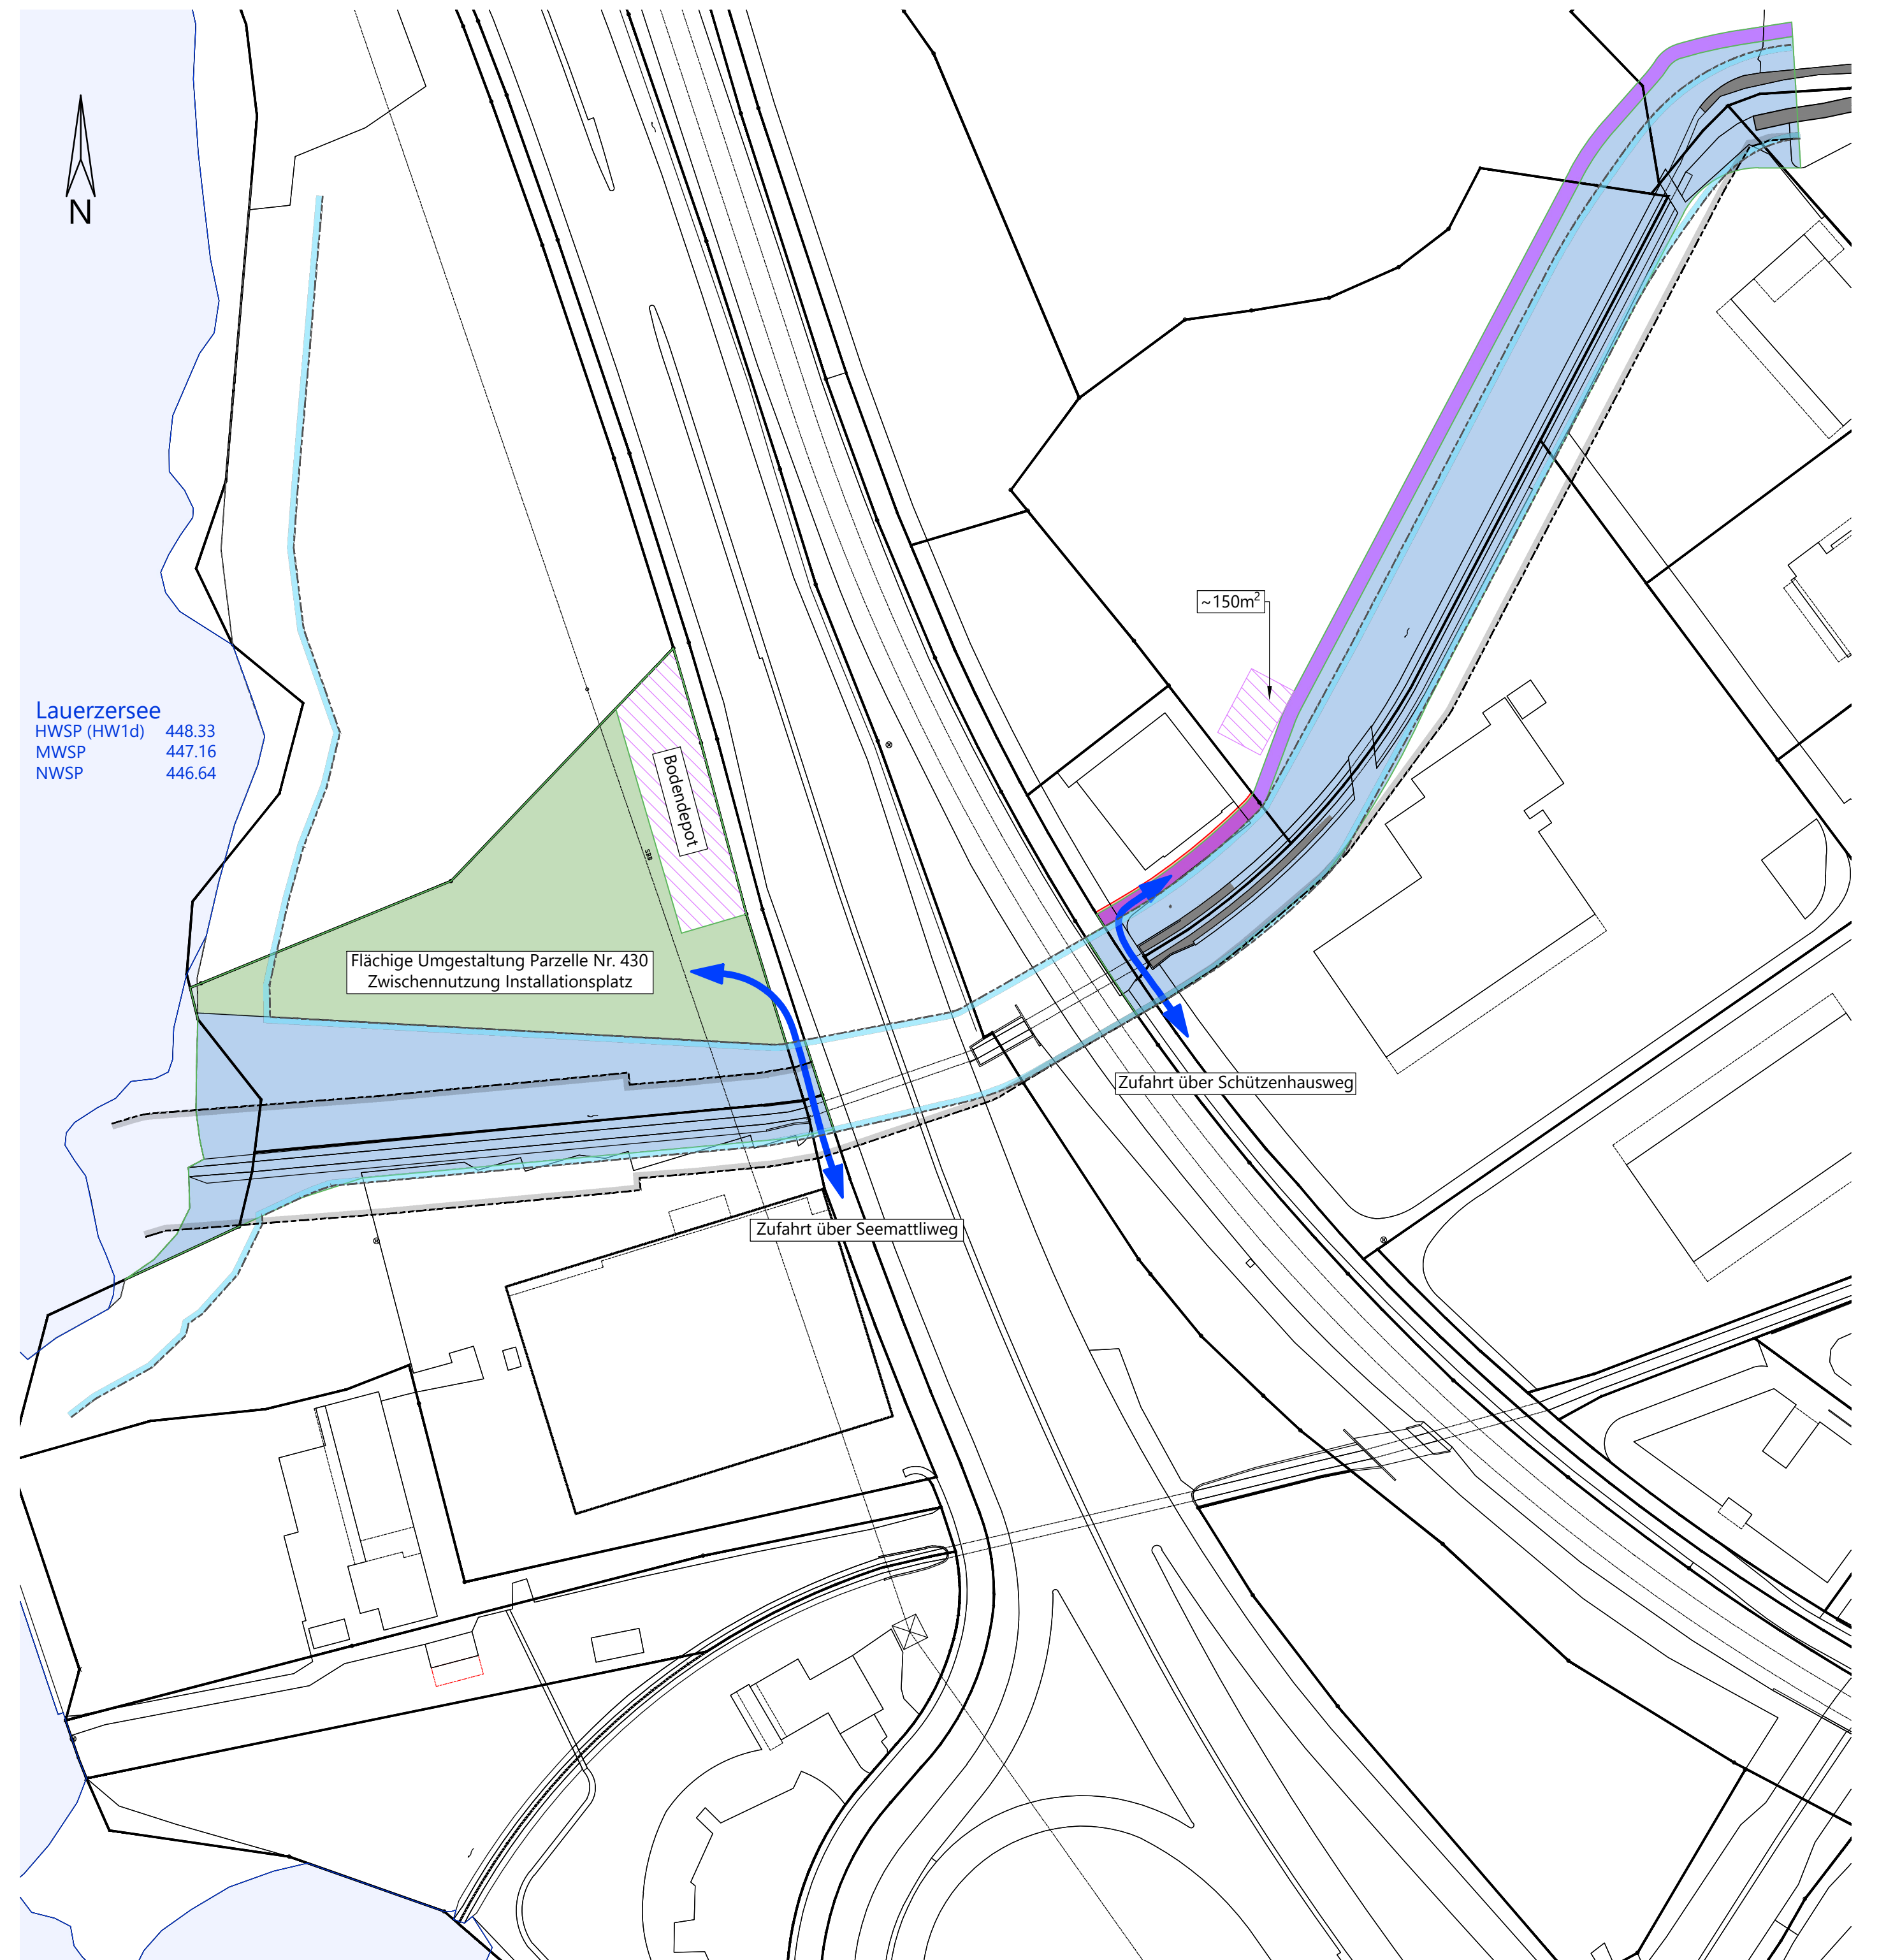 N
~150m²
Lauerzersee
HWSP (HW1d) 448.33
MWSP 447.16
NWSP 446.64
Bodendepot
Flächige Umgestaltung Parzelle Nr. 430
Zwischennutzung Installationsplatz
Zufahrt über Schützenhausweg
Zufahrt über Seemattliweg